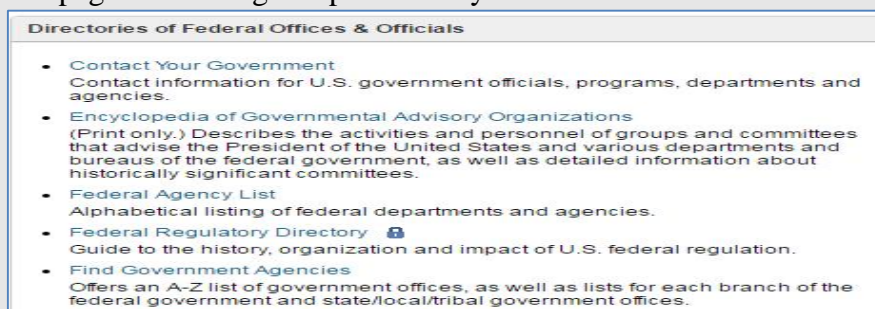 Directories of Federal Offices & Officials
• Contact Your Government
Contact information for U.S. government officials, programs, departments and
agencies.
• Encyclopedia of Governmental Advisory Organizations
(Print only.) Describes the activities and personnel of groups and committees
that advise the President of the United States and various departments and
bureaus of the federal government, as well as detailed information about
historically significant committees.
• Federal Agency List
Alphabetical listing of federal departments and agencies.
• Federal Regulatory Directory
Guide to the history, organization and impact of U.S. federal regulation.
• Find Government Agencies
Offers an A-Z list of government offices, as well as lists for each branch of the
federal government and state/local/tribal government offices.